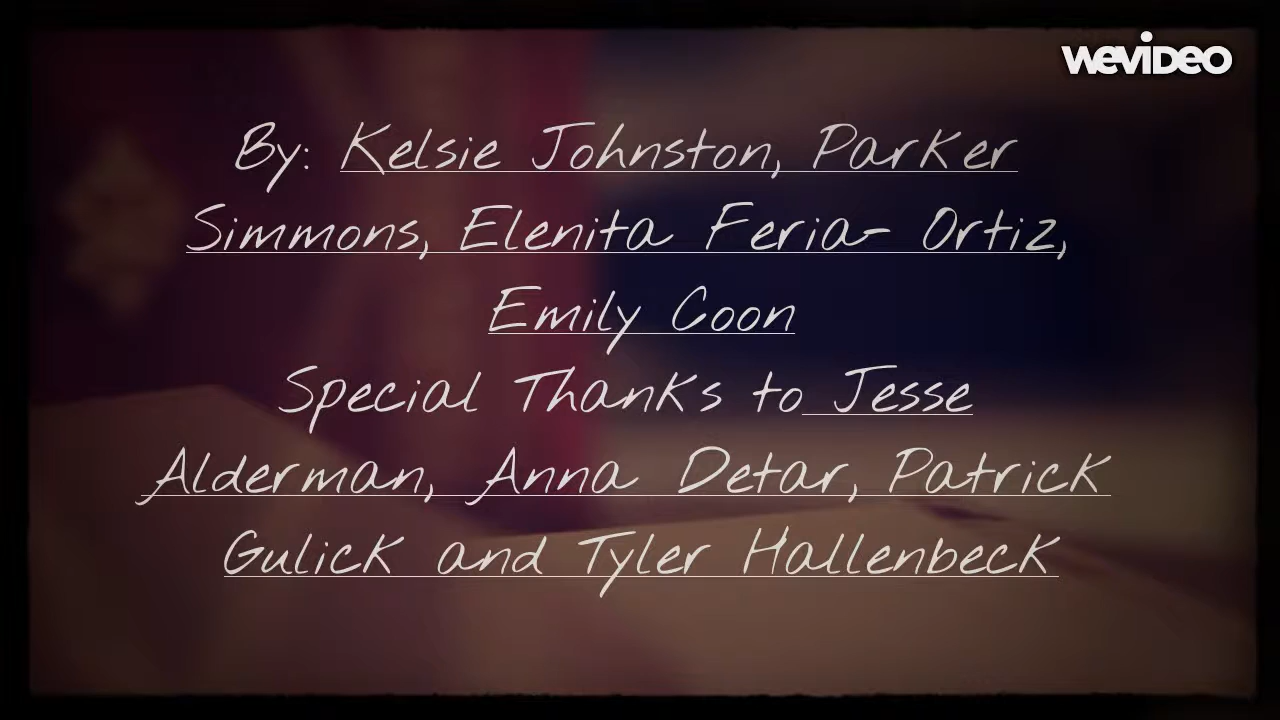 WEVIDEO
By: Kelsie Johnston, Parker
Simmons, Elenita Feria- Ortiz,
Emily Coon
Special Thanks to Jesse
Alderman, Anna Detar, Patrick
Gulick and Tyler Hallenbeck